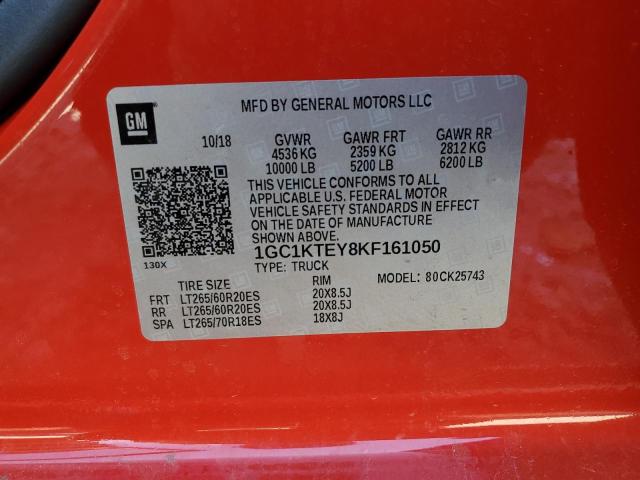 GM
MFD BY GENERAL MOTORS LLC
10/18 GVWR GAWR FRT GAWR RR
4536 KG 2359 KG 2812 KG
10000 LB 5200 LB 6200 LB
THIS VEHICLE CONFORMS TO ALL
APPLICABLE U.S. FEDERAL MOTOR
VEHICLE SAFETY STANDARDS IN EFFECT
ON THE DATE OF MANUFACTURE
SHOWN ABOVE.
1GC1KTEY8KF161050
130X
TYPE: TRUCK
MODEL: 80CK25743
TIRE SIZE RIM
FRT LT265/60R20ES 20X8.5J
RR LT265/60R20ES 20X8.5J
SPA LT265/70R18ES 18X8J